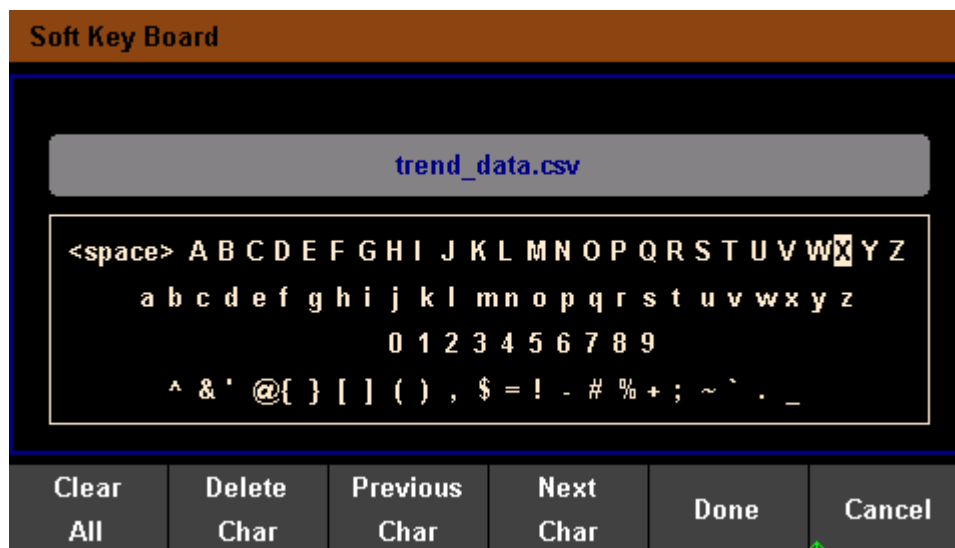 Soft Key Board
trend_data.csv
<space> A B C D E F G H I J K L M N O P Q R S T U V W X Y Z
a b c d e f g h i j k l m n o p q r s t u v w x y z
0 1 2 3 4 5 6 7 8 9
^ & ' @ { } [ ] ( ) , $ = ! - # % + ; ~ ` . _
Clear All
Delete Char
Previous Char
Next Char
Done
Cancel